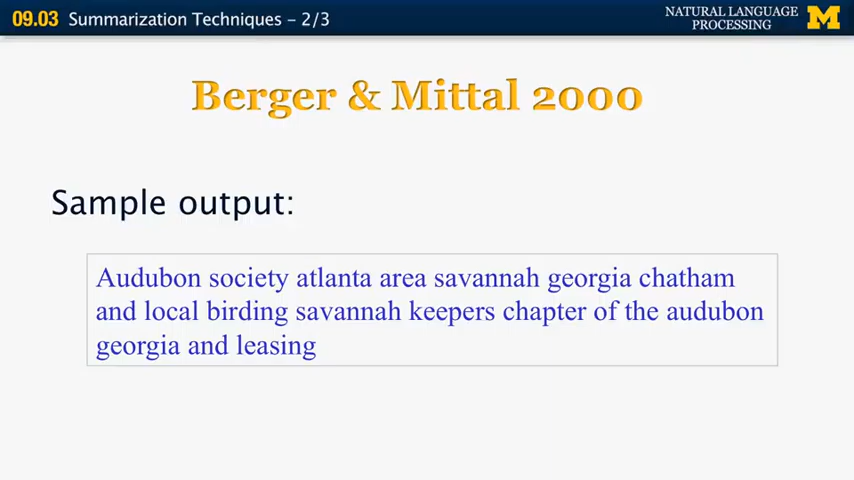 09.03 Summarization Techniques – 2/3
NATURAL LANGUAGE
PROCESSING
M
Berger & Mittal 2000
Sample output:
Audubon society atlanta area savannah georgia chatham
and local birding savannah keepers chapter of the audubon
georgia and leasing